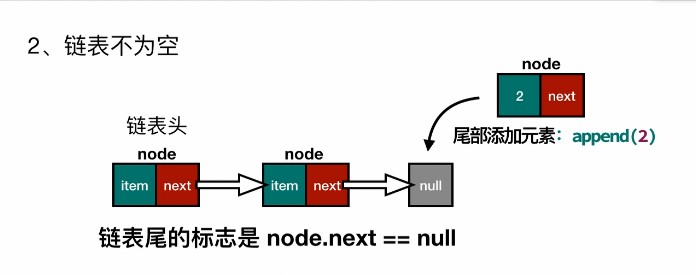 2、链表不为空
node
2 next
尾部添加元素：append(2)
链表头
node node
item next item next null
链表尾的标志是 node.next == null